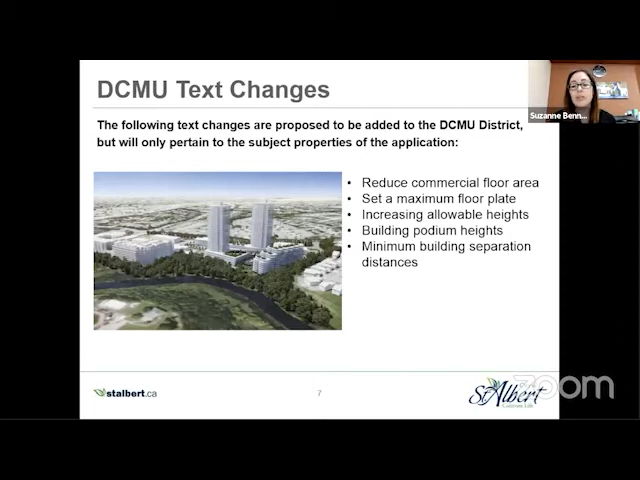 DCMU Text Changes
Suzanne Benn...
The following text changes are proposed to be added to the DCMU District,
but will only pertain to the subject properties of the application:
• Reduce commercial floor area
• Set a maximum floor plate
• Increasing allowable heights
• Building podium heights
• Minimum building separation
distances
stalbert.ca
7
St Albert
zoom